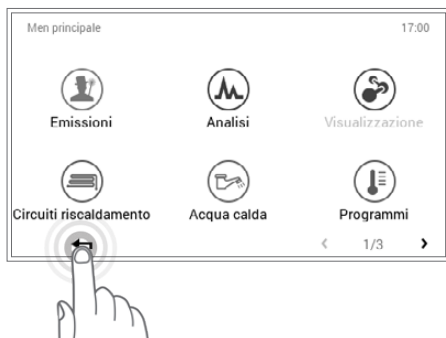 Men principale 17:00
Emissioni Analisi Visualizzazione
Circuiti riscaldamento Acqua calda Programmi
1/3